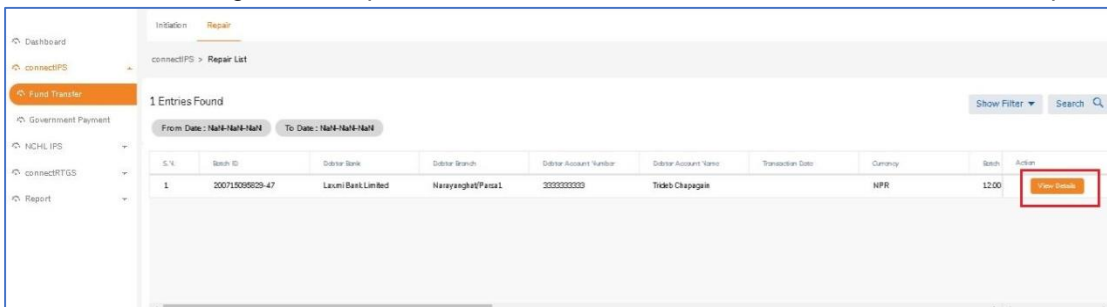 Initiation Repair
Dashboard
connectIPS
connectIPS > Repair List
Fund Transfer
1 Entries Found
Show Filter Search
Government Payment
From Date : NaN-NaN-NaN To Date : NaN-NaN-NaN
NCHL IPS
S.N. Batch ID Debtor Bank Debtor Branch Debtor Account Number Debtor Account Name Transaction Date Currency Batch Action
connectRTGS
1 200715095829-47 Laxmi Bank Limited Narayanghat/Parsa1 3333333333 Trideb Chapagain NPR 12.00 View Details
Report